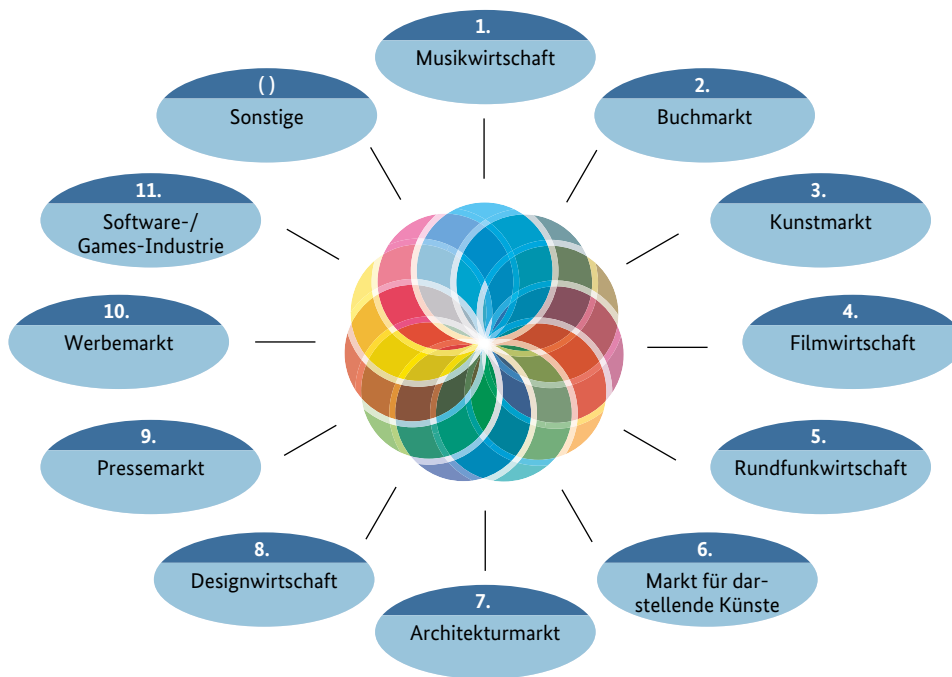 1.
Musikwirtschaft
2.
Buchmarkt
3.
Kunstmarkt
4.
Filmwirtschaft
5.
Rundfunkwirtschaft
6.
Markt für dar-
stellende Künste
7.
Architekturmarkt
8.
Designwirtschaft
9.
Pressemarkt
10.
Werbemarkt
11.
Software-/
Games-Industrie
( )
Sonstige